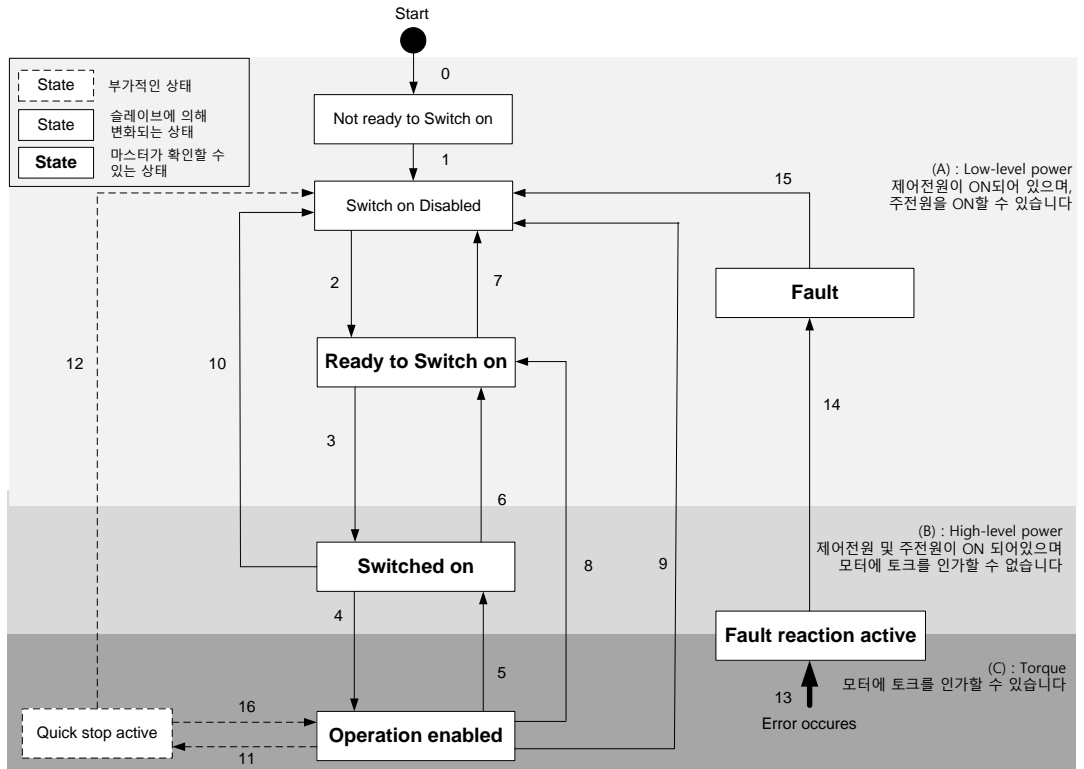 Start
0
State
부가적인 상태
State
슬레이브에 의해
변화되는 상태
State
마스터가 확인할 수
있는 상태
Not ready to Switch on
1
(A) : Low-level power
제어전원이 ON되어 있으며,
주전원을 ON할 수 있습니다
15
Switch on Disabled
2
7
Fault
12
10
Ready to Switch on
14
3
6
(B) : High-level power
제어전원 및 주전원이 ON 되어있으며
모터에 토크를 인가할 수 없습니다
Switched on
8
9
4
Fault reaction active
5
(C) : Torque
모터에 토크를 인가할 수 있습니다
13
Error occures
16
Quick stop active
Operation enabled
11